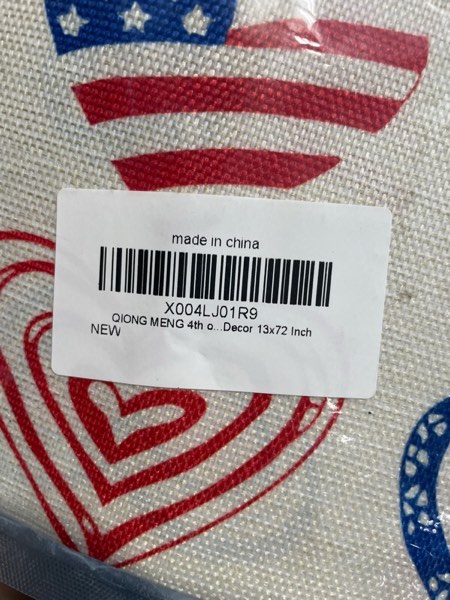 made in china
X004LJ01R9
QIONG MENG 4th o...Decor 13x72 Inch
NEW